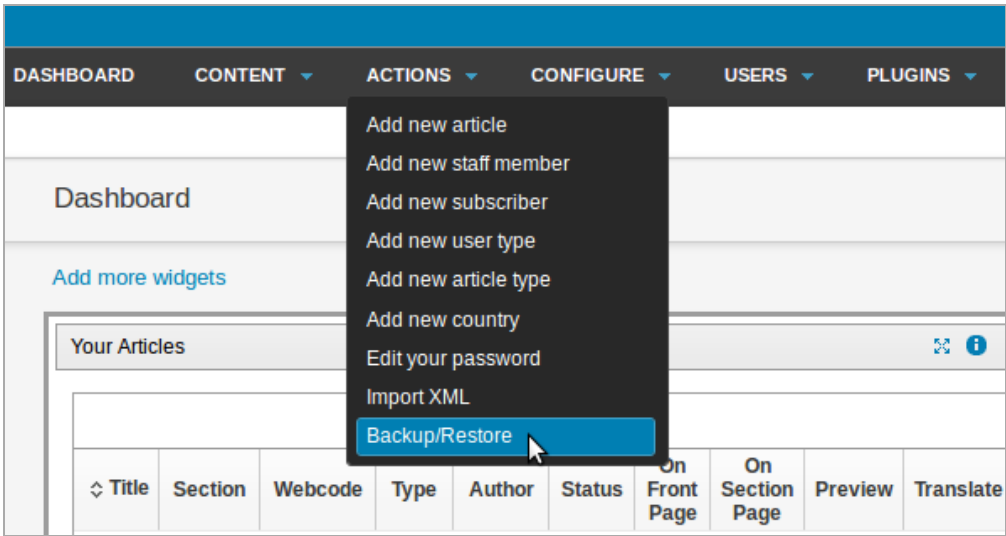 DASHBOARD CONTENT ACTIONS CONFIGURE USERS PLUGINS
Add new article
Add new staff member
Add new subscriber
Add new user type
Add new article type
Add new country
Edit your password
Import XML
Backup/Restore
Dashboard
Add more widgets
Your Articles
Title Section Webcode Type Author Status On Front Page On Section Page Preview Translate